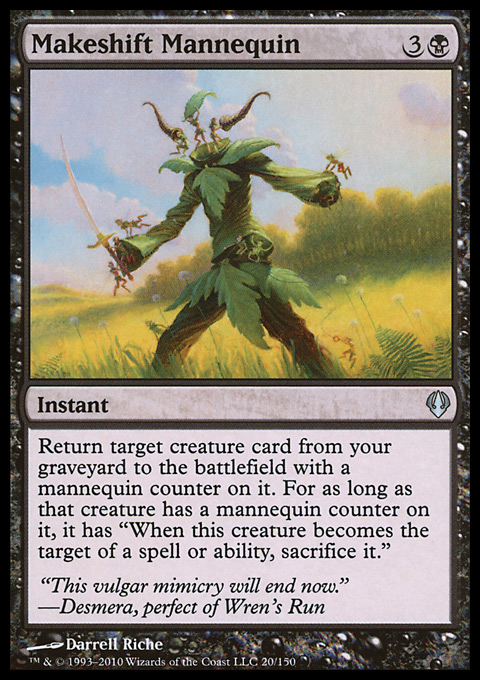 Makeshift Mannequin 3
Instant
Return target creature card from your
graveyard to the battlefield with a
mannequin counter on it. For as long as
that creature has a mannequin counter on
it, it has “When this creature becomes the
target of a spell or ability, sacrifice it.”
“This vulgar mimicry will end now.”
—Desmera, perfect of Wren's Run
Darrell Riche
™ & © 1993–2010 Wizards of the Coast LLC 20/150